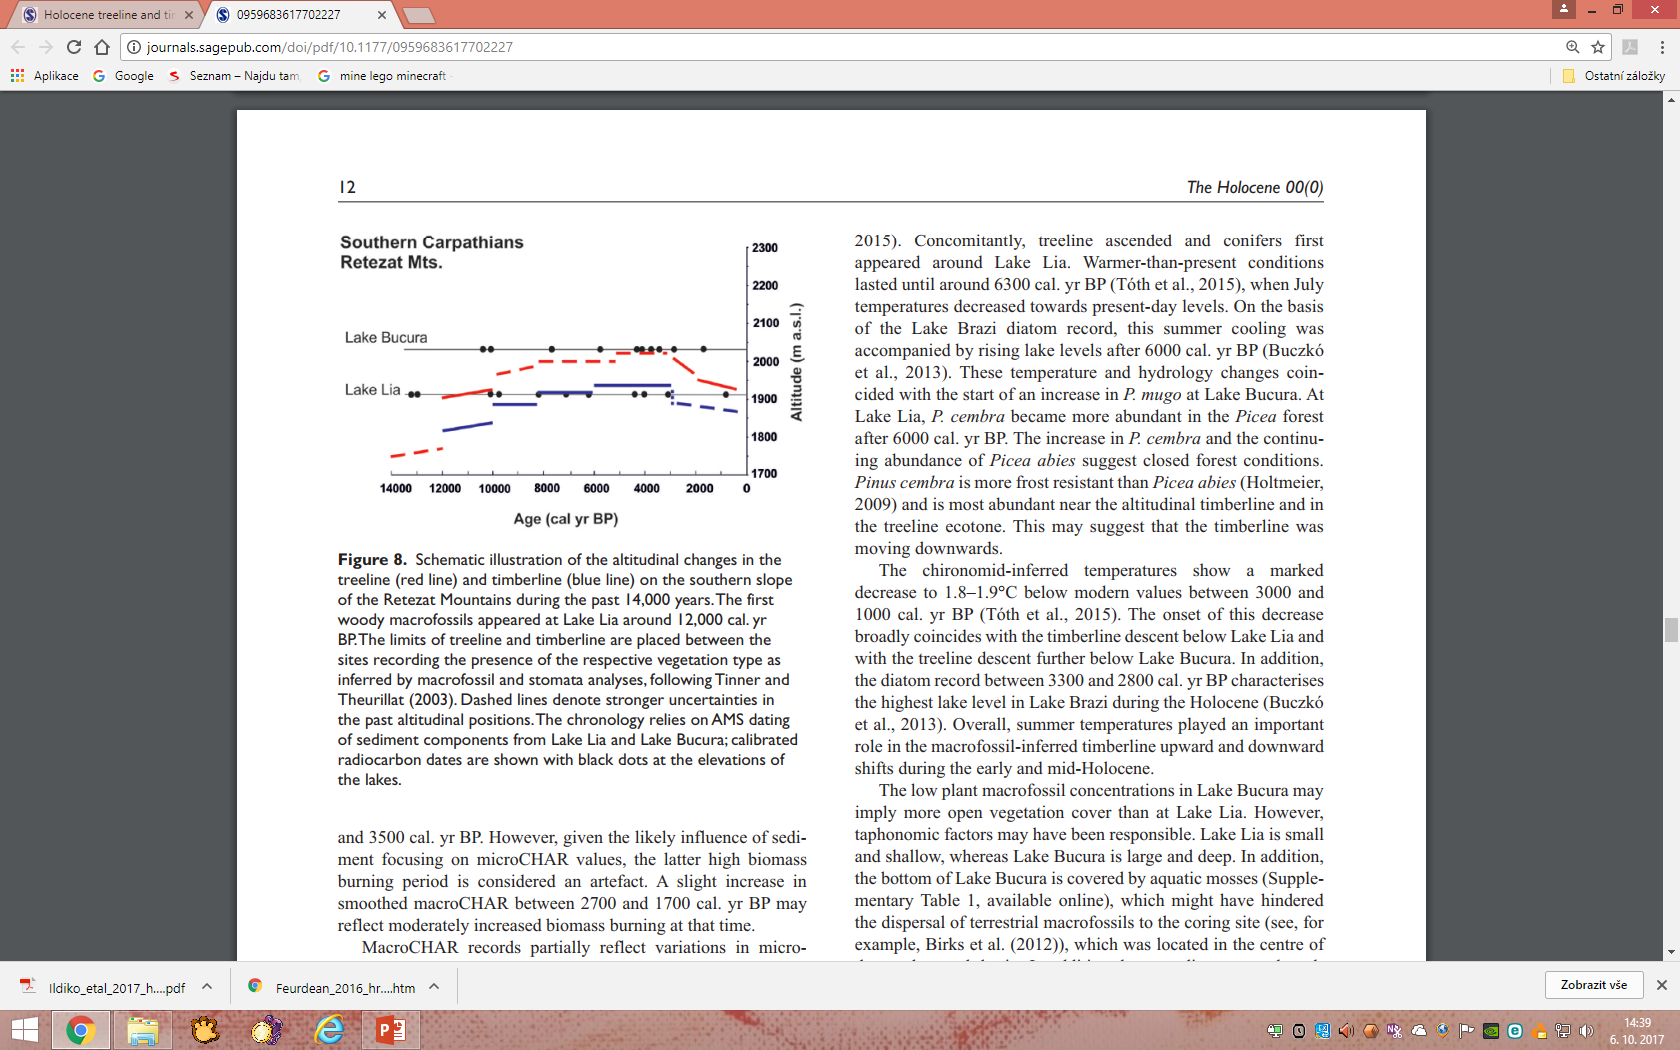 Holocene treeline and tir
0959683617702227
journals.sagepub.com/doi/pdf/10.1177/0959683617702227
Aplikace
Google
Seznam – Najdu tam
mine lego minecraft
Ostatní záložky
12
The Holocene 00(0)
Southern Carpathians
Retezat Mts.
2300
2200
2100
2000
1900
1800
1700
Altitude (m a.s.l.)
Lake Bucura
Lake Lia
14000 12000 10000 8000 6000 4000 2000 0
Age (cal yr BP)
Figure 8. Schematic illustration of the altitudinal changes in the
treeline (red line) and timberline (blue line) on the southern slope
of the Retezat Mountains during the past 14,000 years. The first
woody macrofossils appeared at Lake Lia around 12,000 cal. yr
BP. The limits of treeline and timberline are placed between the
sites recording the presence of the respective vegetation type as
inferred by macrofossil and stomata analyses, following Tinner and
Theurillat (2003). Dashed lines denote stronger uncertainties in
the past altitudinal positions. The chronology relies on AMS dating
of sediment components from Lake Lia and Lake Bucura; calibrated
radiocarbon dates are shown with black dots at the elevations of
the lakes.
and 3500 cal. yr BP. However, given the likely influence of sedi-
ment focusing on microCHAR values, the latter high biomass
burning period is considered an artefact. A slight increase in
smoothed macroCHAR between 2700 and 1700 cal. yr BP may
reflect moderately increased biomass burning at that time.
MacroCHAR records partially reflect variations in micro-
2015). Concomitantly, treeline ascended and conifers first
appeared around Lake Lia. Warmer-than-present conditions
lasted until around 6300 cal. yr BP (Tóth et al., 2015), when July
temperatures decreased towards present-day levels. On the basis
of the Lake Brazi diatom record, this summer cooling was
accompanied by rising lake levels after 6000 cal. yr BP (Buczkó
et al., 2013). These temperature and hydrology changes coin-
cided with the start of an increase in P. mugo at Lake Bucura. At
Lake Lia, P. cembra became more abundant in the Picea forest
after 6000 cal. yr BP. The increase in P. cembra and the continu-
ing abundance of Picea abies suggest closed forest conditions.
Pinus cembra is more frost resistant than Picea abies (Holtmeier,
2009) and is most abundant near the altitudinal timberline and in
the treeline ecotone. This may suggest that the timberline was
moving downwards.
The chironomid-inferred temperatures show a marked
decrease to 1.8–1.9°C below modern values between 3000 and
1000 cal. yr BP (Tóth et al., 2015). The onset of this decrease
broadly coincides with the timberline descent below Lake Lia and
with the treeline descent further below Lake Bucura. In addition,
the diatom record between 3300 and 2800 cal. yr BP characterises
the highest lake level in Lake Brazi during the Holocene (Buczkó
et al., 2013). Overall, summer temperatures played an important
role in the macrofossil-inferred timberline upward and downward
shifts during the early and mid-Holocene.
The low plant macrofossil concentrations in Lake Bucura may
imply more open vegetation cover than at Lake Lia. However,
taphonomic factors may have been responsible. Lake Lia is small
and shallow, whereas Lake Bucura is large and deep. In addition,
the bottom of Lake Bucura is covered by aquatic mosses (Supple-
mentary Table 1, available online), which might have hindered
the dispersal of terrestrial macrofossils to the coring site (see, for
example, Birks et al. (2012)), which was located in the centre of
Ildiko_etal_2017_h....pdf
Feurdean_2016_hr....htm
Zobrazit vše
14:39
6. 10. 2017